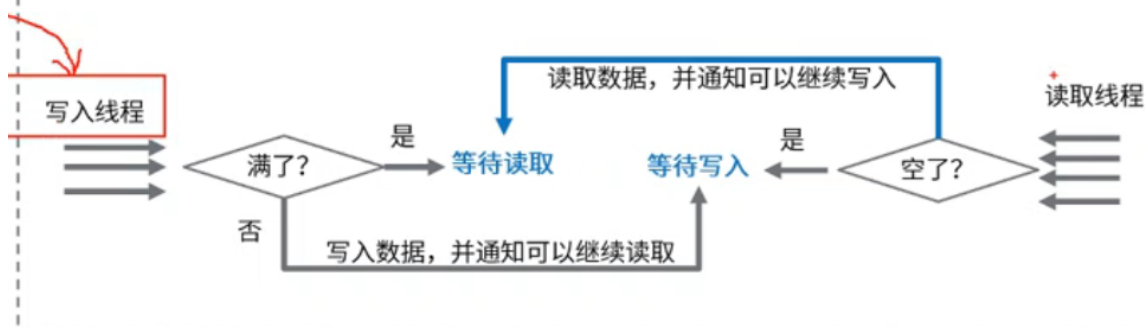 读取数据，并通知可以继续写入
读取线程
写入线程
是
是
满了？
等待读取
等待写入
空了？
否
写入数据，并通知可以继续读取